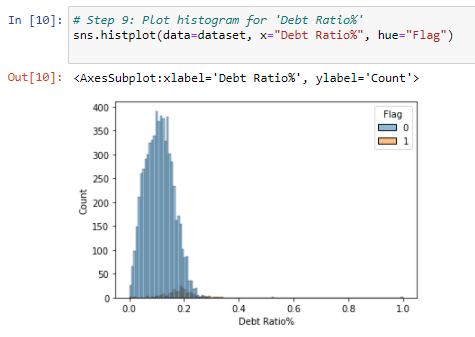 In [10]: # Step 9: Plot histogram for 'Debt Ratio%'
sns.histplot(data=dataset, x="Debt Ratio%", hue="Flag")
Out[10]: <AxesSubplot:xlabel='Debt Ratio%', ylabel='Count'>
Flag
0
1
400
350
300
250
200
150
100
50
0
Count
0.0 0.2 0.4 0.6 0.8 1.0
Debt Ratio%